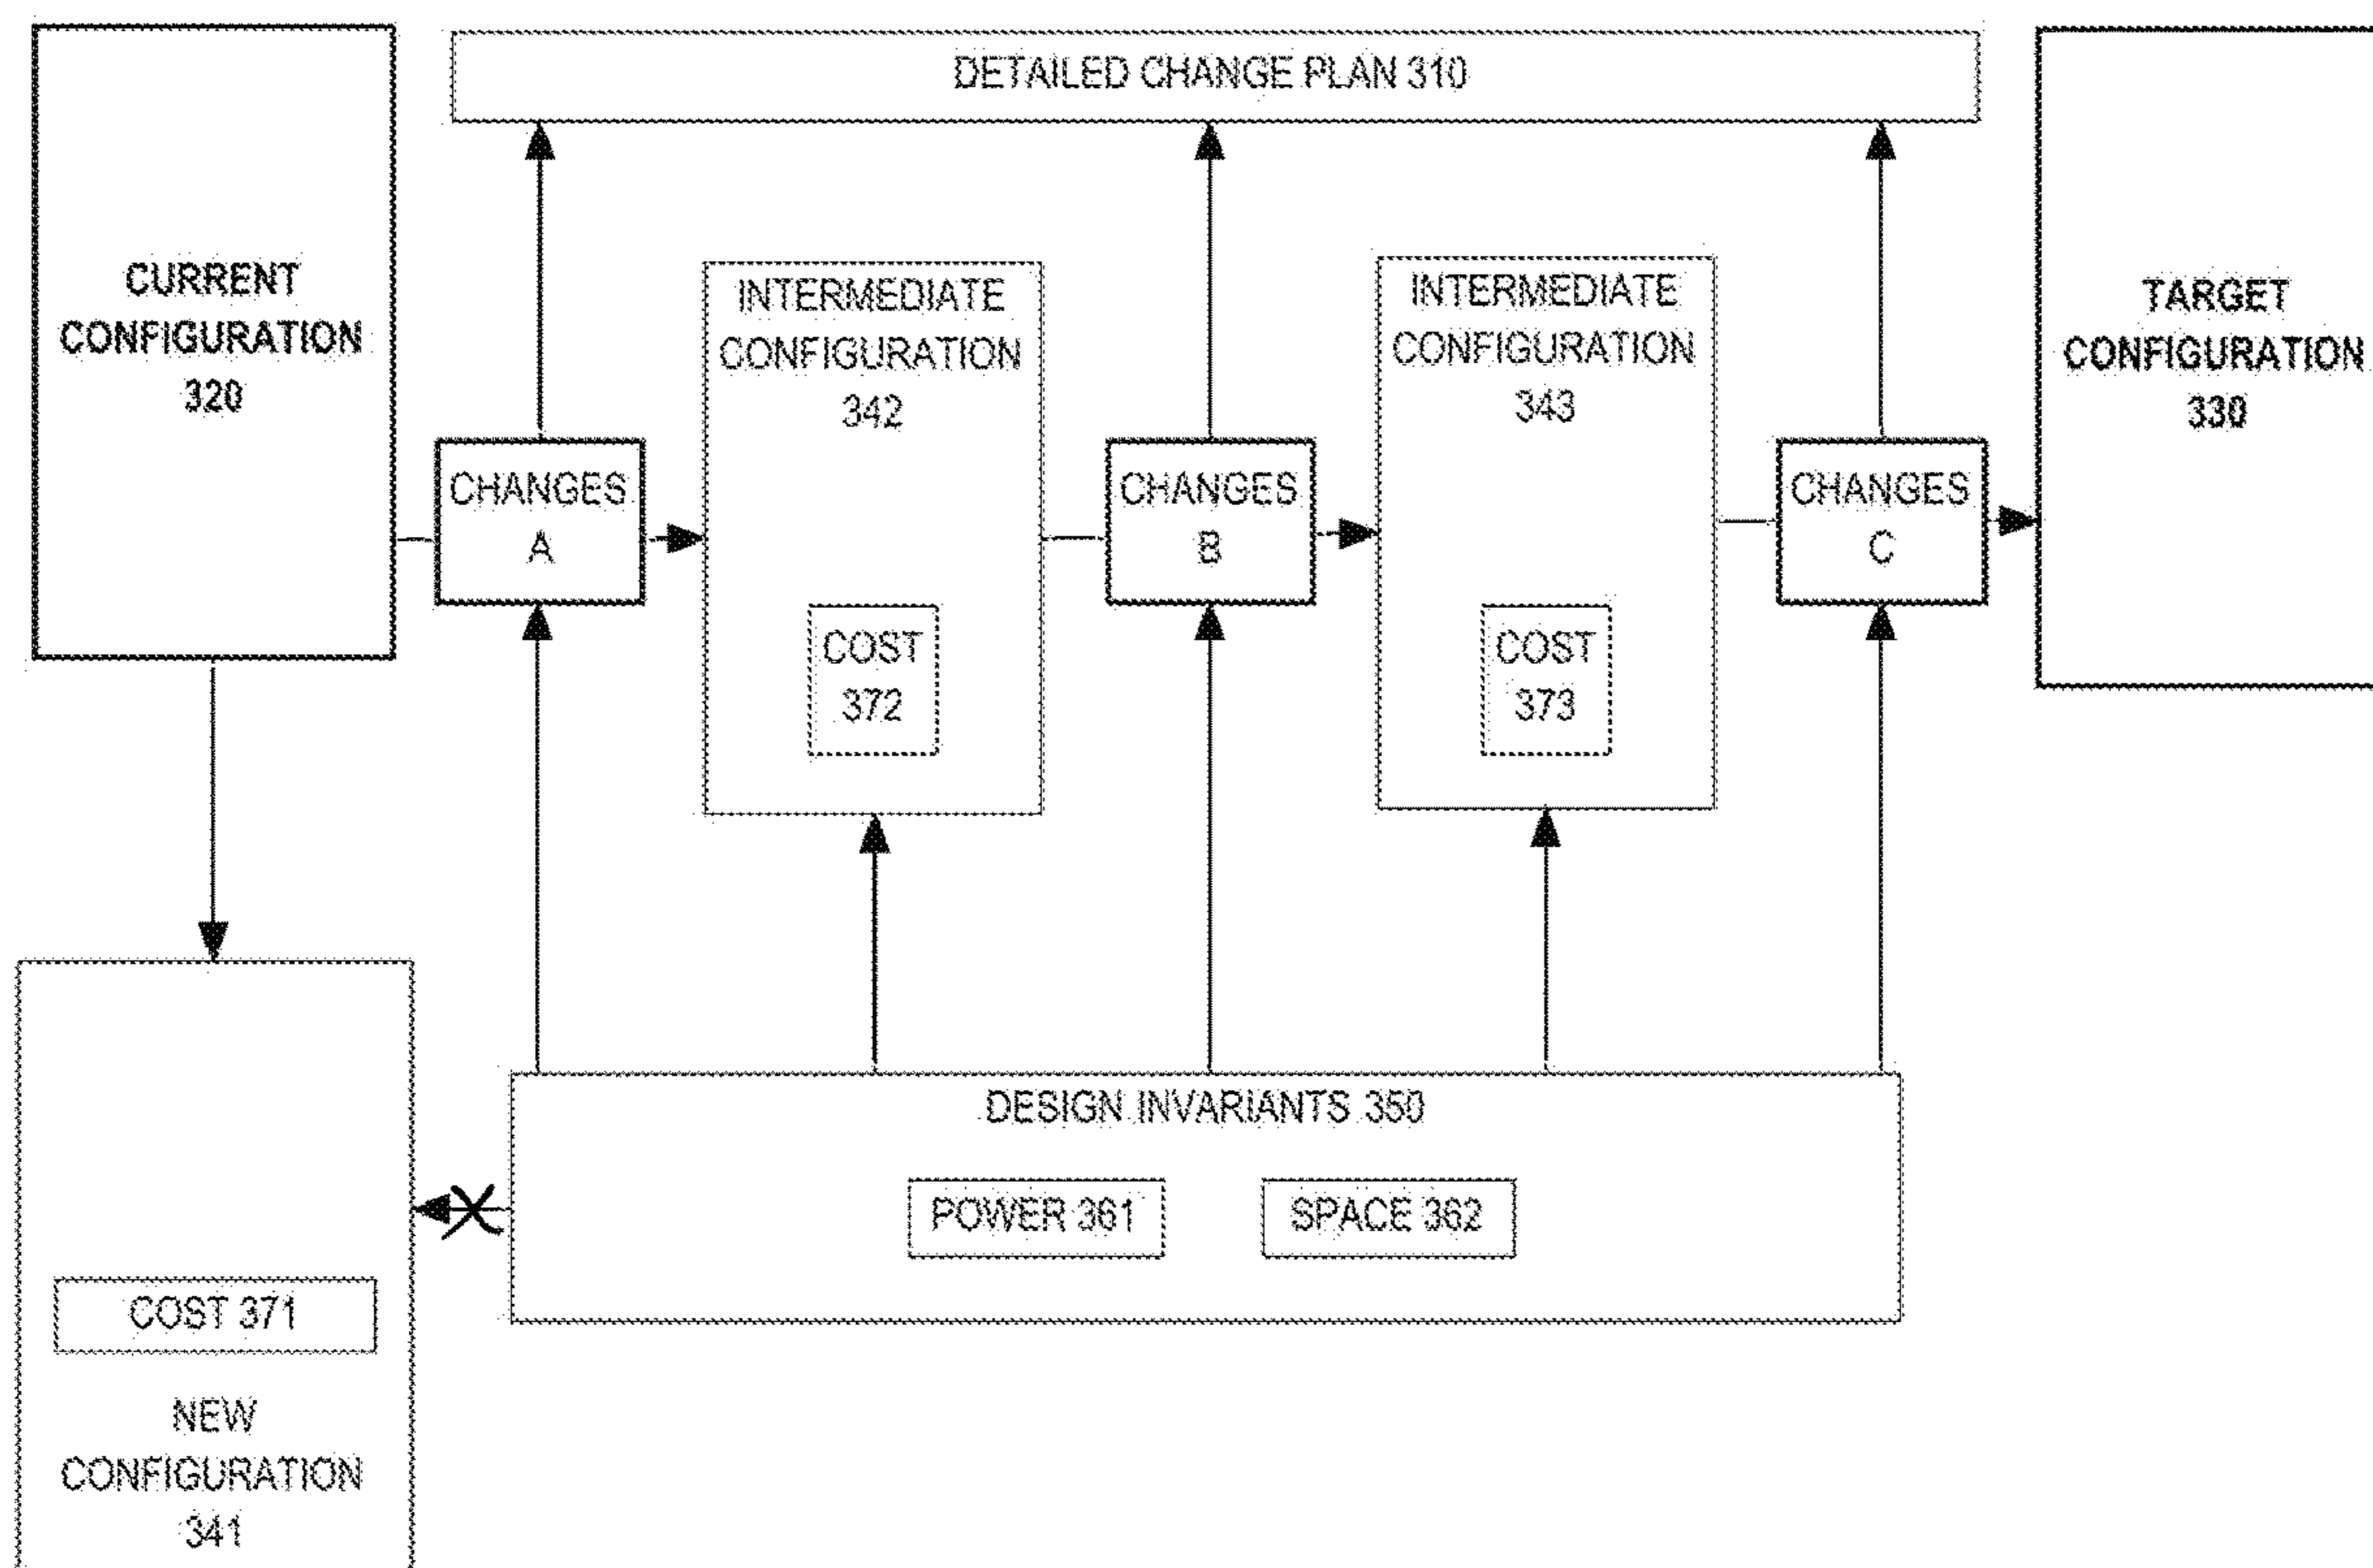 DETAILED CHANGE PLAN 310
CURRENT
CONFIGURATION
320
CHANGES
A
INTERMEDIATE
CONFIGURATION
342
COST
372
CHANGES
B
INTERMEDIATE
CONFIGURATION
343
COST
373
CHANGES
C
TARGET
CONFIGURATION
330
DESIGN INVARIANTS 350
POWER 361
SPACE 362
COST 371
NEW
CONFIGURATION
341